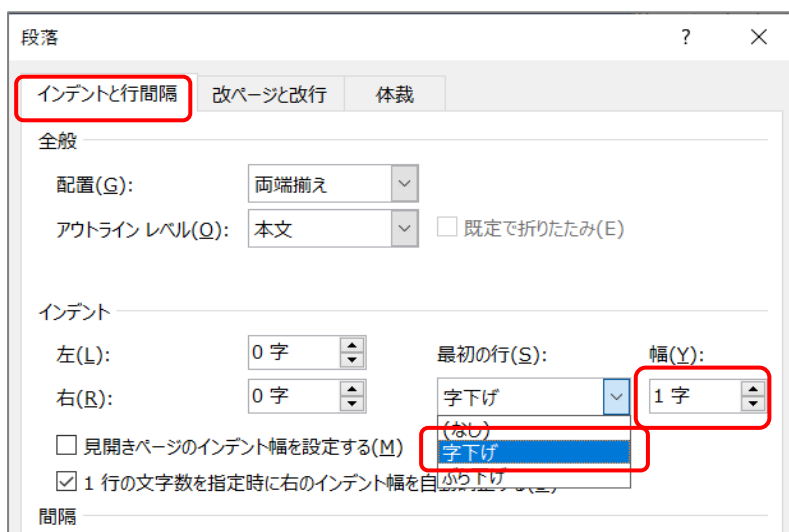 段落 ?
インデントと行間隔 改ページと改行 体裁
全般
配置(G): 両端揃え
アウトライン レベル(O): 本文 既定で折りたたみ(E)
インデント
左(L): 0 字 最初の行(S): 幅(Y):
右(R): 0 字 字下げ 1 字
(なし)
見開きページのインデント幅を設定する(M) 字下げ
1 行の文字数を指定時に右のインデント幅を自 ぶら下げ
間隔